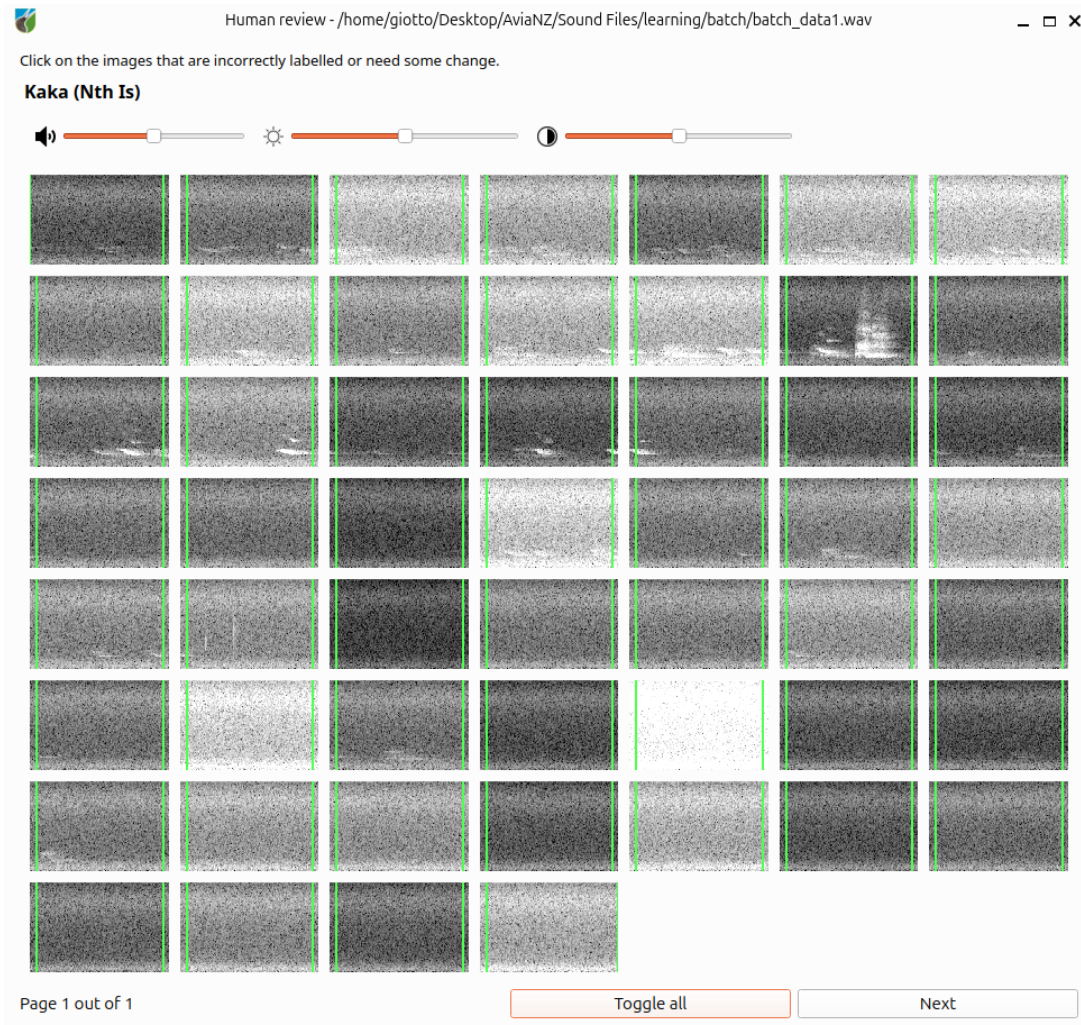 Human review - /home/giotto/Desktop/AviaNZ/Sound Files/learning/batch/batch_data1.wav
Click on the images that are incorrectly labelled or need some change.
Kaka (Nth Is)
Page 1 out of 1
Toggle all
Next